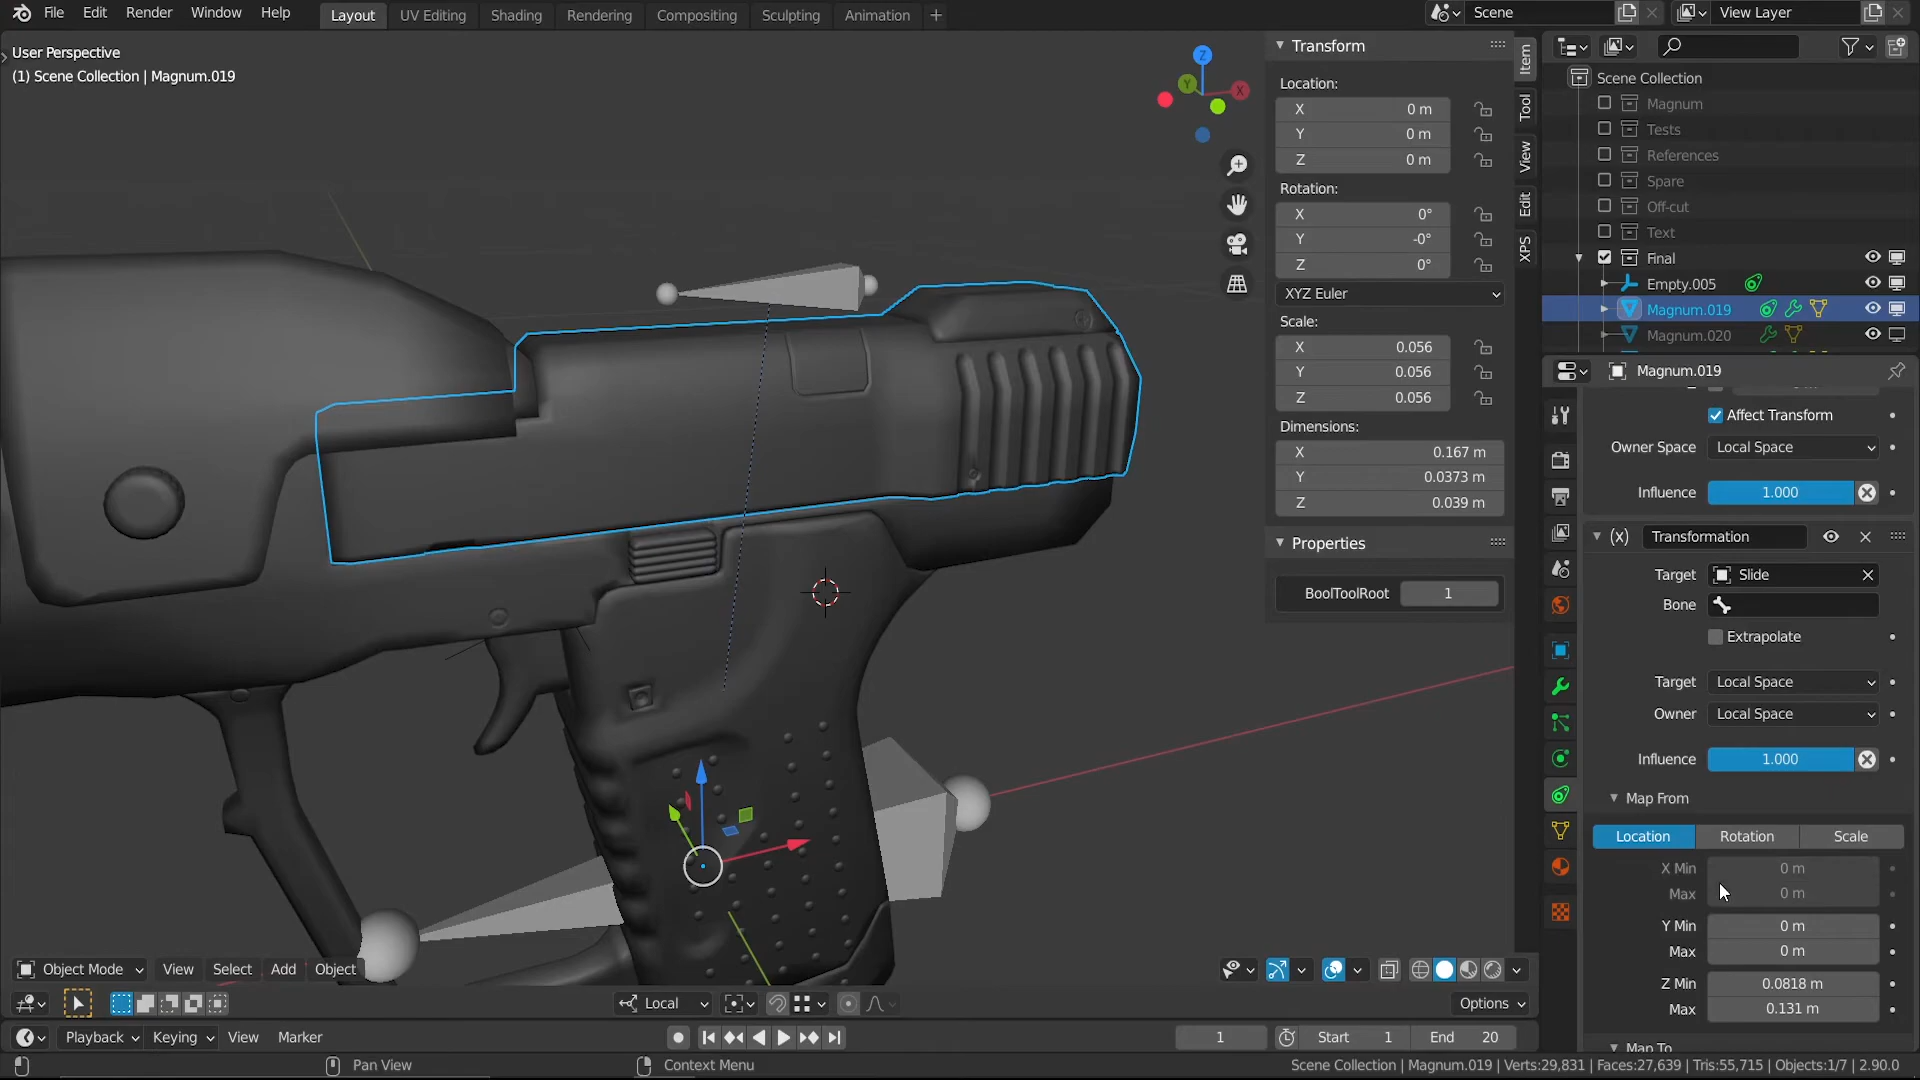 File Edit Render Window Help Layout UV Editing Shading Rendering Compositing Sculpting Animation + Scene View Layer
User Perspective
(1) Scene Collection | Magnum.019
Z
Y
X
Transform
Location:
X 0 m
Y 0 m
Z 0 m
Rotation:
X 0°
Y -0°
Z 0°
XYZ Euler
Scale:
X 0.056
Y 0.056
Z 0.056
Dimensions:
X 0.167 m
Y 0.0373 m
Z 0.039 m
Properties
BoolToolRoot 1
Item
Tool
View
Edit
XPS
Scene Collection
Magnum
Tests
References
Spare
Off-cut
Text
Final
Empty.005
Magnum.019
Magnum.020
Magnum.019
Affect Transform
Owner Space Local Space
Influence 1.000
(x) Transformation
Target Slide
Bone
Extrapolate
Target Local Space
Owner Local Space
Influence 1.000
Map From
Location Rotation Scale
X Min 0 m
Max 0 m
Y Min 0 m
Max 0 m
Z Min 0.0818 m
Max 0.131 m
Map To
Object Mode View Select Add Object
Local Options
Playback Keying View Marker 1 Start 1 End 20
Pan View Context Menu Scene Collection | Magnum.019 | Verts:29,831 | Faces:27,639 | Tris:55,715 | Objects:1/7 | 2.90.0